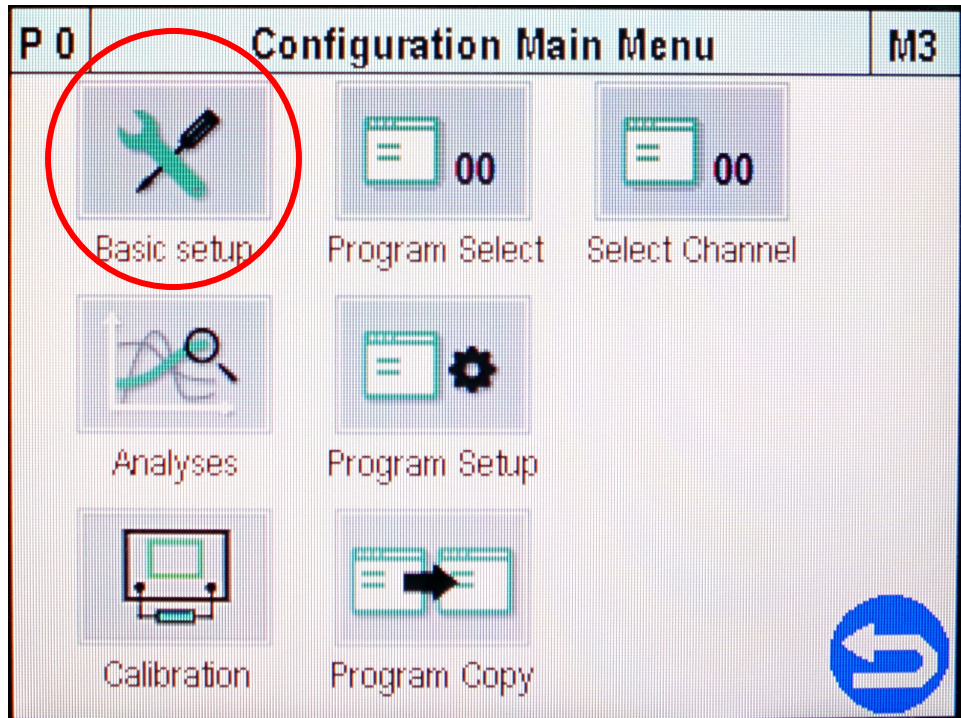 P 0 Configuration Main Menu M3
00 00
Basic setup Program Select Select Channel
Analyses Program Setup
Calibration Program Copy